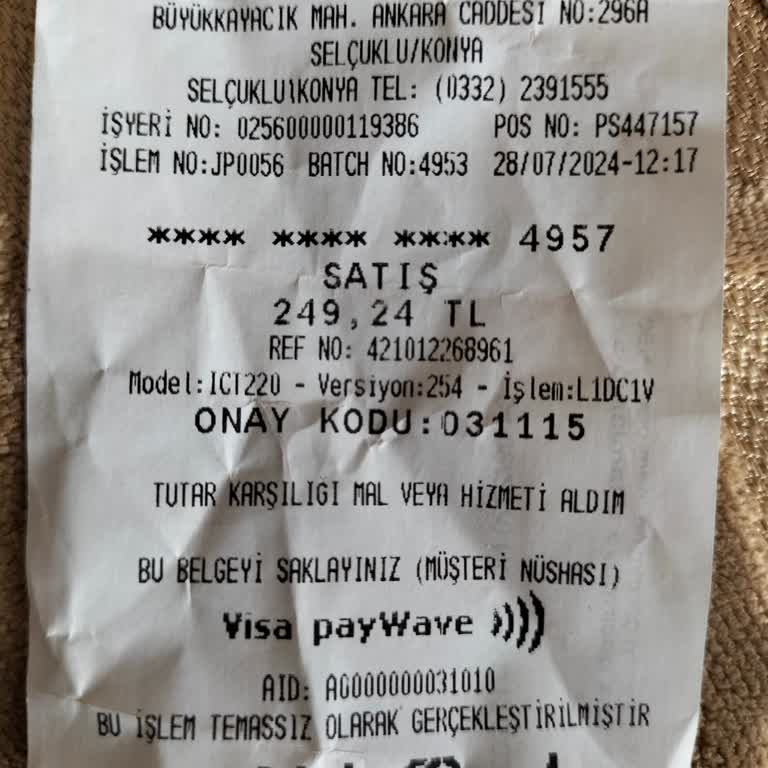 BÜYÜKKAYACIK MAH. ANKARA CADDESİ NO:296A
SELÇUKLU/KONYA
SELÇUKLU\KONYA TEL: (0332) 2391555
İŞYERİ NO: 025600000119386 POS NO: PS447157
İŞLEM NO:JP0056 BATCH NO:4953 28/07/2024-12:17
**** **** **** 4957
SATIŞ
249,24 TL
REF NO: 421012268961
Model:ICT220 - Versiyon:254 - İşlem:L1DC1V
ONAY KODU:031115
TUTAR KARŞILIĞI MAL VEYA HİZMETİ ALDIM
BU BELGEYİ SAKLAYINIZ (MÜŞTERİ NÜSHASI)
Visa payWave
AID: A0000000031010
BU İŞLEM TEMASSIZ OLARAK GERÇEKLEŞTİRİLMİŞTİR